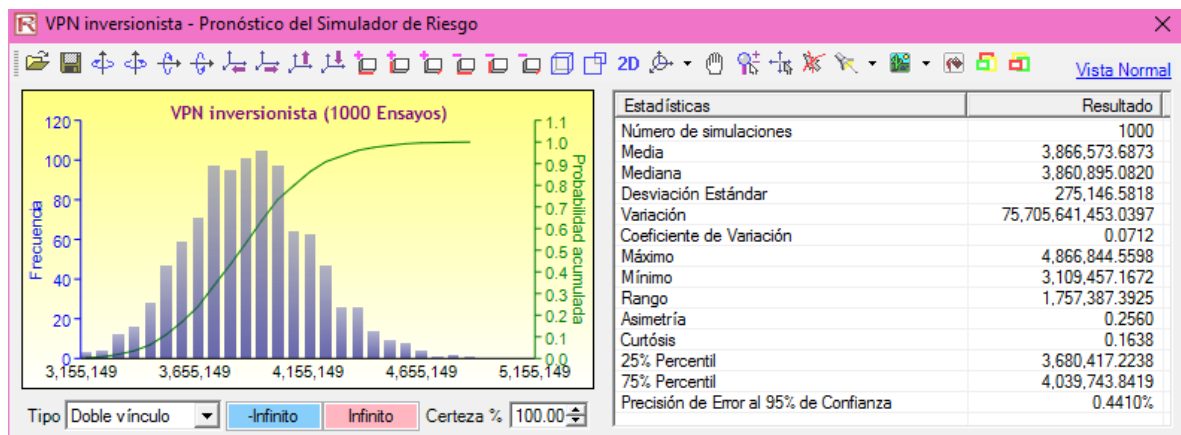 VPN inversionista - Pronóstico del Simulador de Riesgo
2D
Vista Normal
VPN inversionista (1000 Ensayos)
Frecuencia
120
100
80
60
40
20
0
1.1
1.0
0.9
0.8
0.7
0.6
0.5
0.4
0.3
0.2
0.1
0.0
Probabilidad acumulada
3,155,149 3,655,149 4,155,149 4,655,149 5,155,149
Tipo Doble vínculo -Infinito Infinito Certeza % 100.00
Estadísticas Resultado
Número de simulaciones 1000
Media 3,866,573.6873
Mediana 3,860,895.0820
Desviación Estándar 275,146.5818
Variación 75,705,641,453.0397
Coeficiente de Variación 0.0712
Máximo 4,866,844.5598
Mínimo 3,109,457.1672
Rango 1,757,387.3925
Asimetría 0.2560
Curtósis 0.1638
25% Percentil 3,680,417.2238
75% Percentil 4,039,743.8419
Precisión de Error al 95% de Confianza 0.4410%